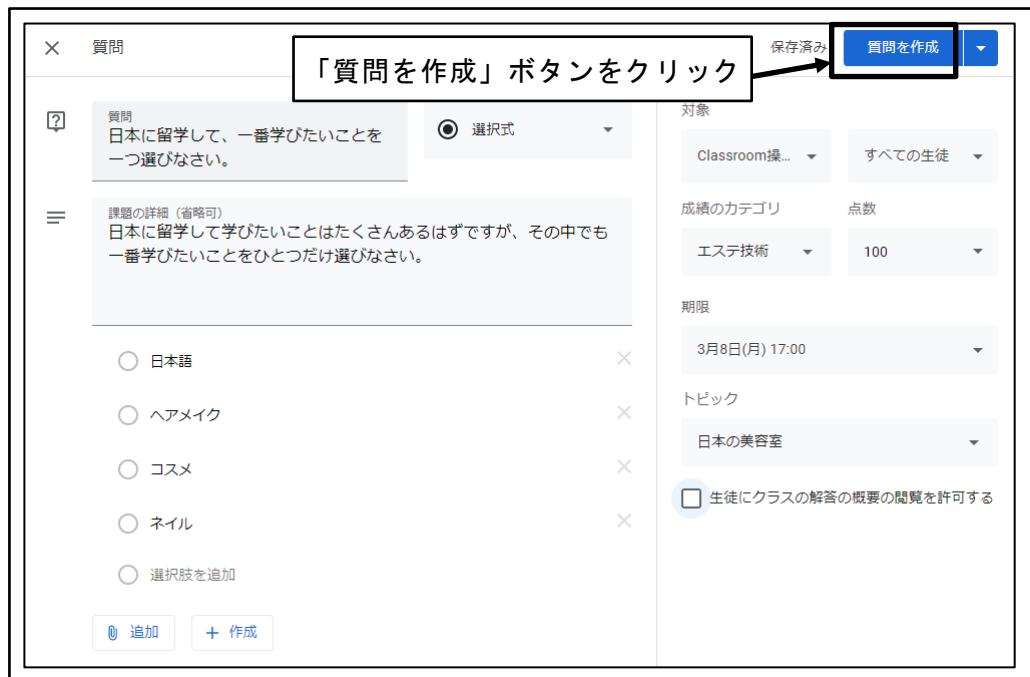 質問
保存済み
質問を作成
「質問を作成」ボタンをクリック
質問
日本に留学して、一番学びたいことを
一つ選びなさい。
選択式
課題の詳細（省略可）
日本に留学して学びたいことはたくさんあるはずですが、その中でも
一番学びたいことをひとつだけ選びなさい。
日本語
ヘアメイク
コスメ
ネイル
選択肢を追加
追加
作成
対象
Classroom操...
すべての生徒
成績のカテゴリ
点数
エステ技術
100
期限
3月8日(月) 17:00
トピック
日本の美容室
生徒にクラスの解答の概要の閲覧を許可する